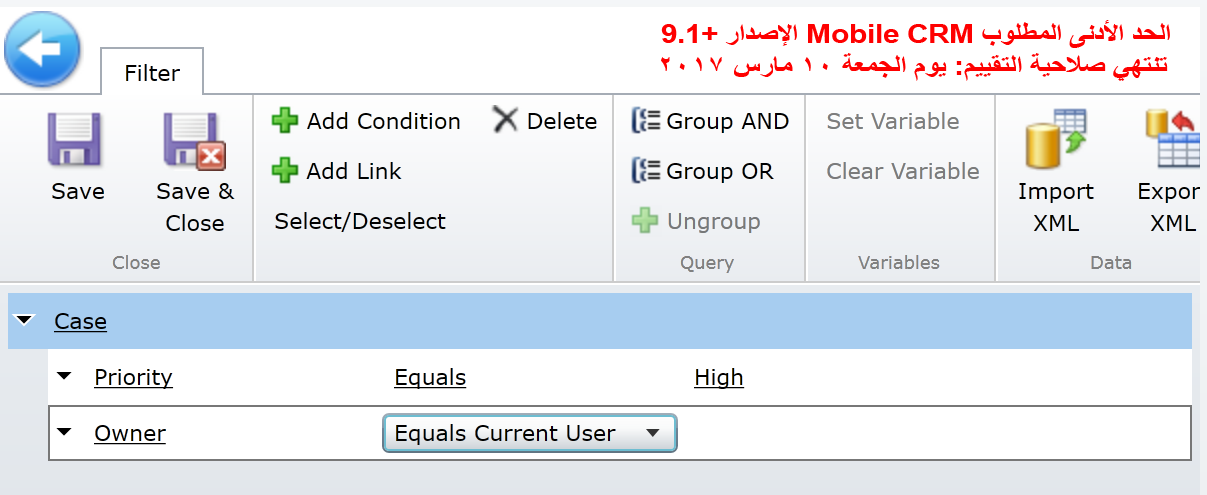 الحد الأدنى المطلوب Mobile CRM الإصدار +9.1
تنتهي صلاحية التقييم: يوم الجمعة ١٠ مارس ٢٠١٧
Filter
Save
Save & Close
Close
Add Condition
Delete
Add Link
Select/Deselect
Group AND
Group OR
Ungroup
Query
Set Variable
Clear Variable
Variables
Import XML
Expor XML
Data
Case
Priority Equals High
Owner Equals Current User